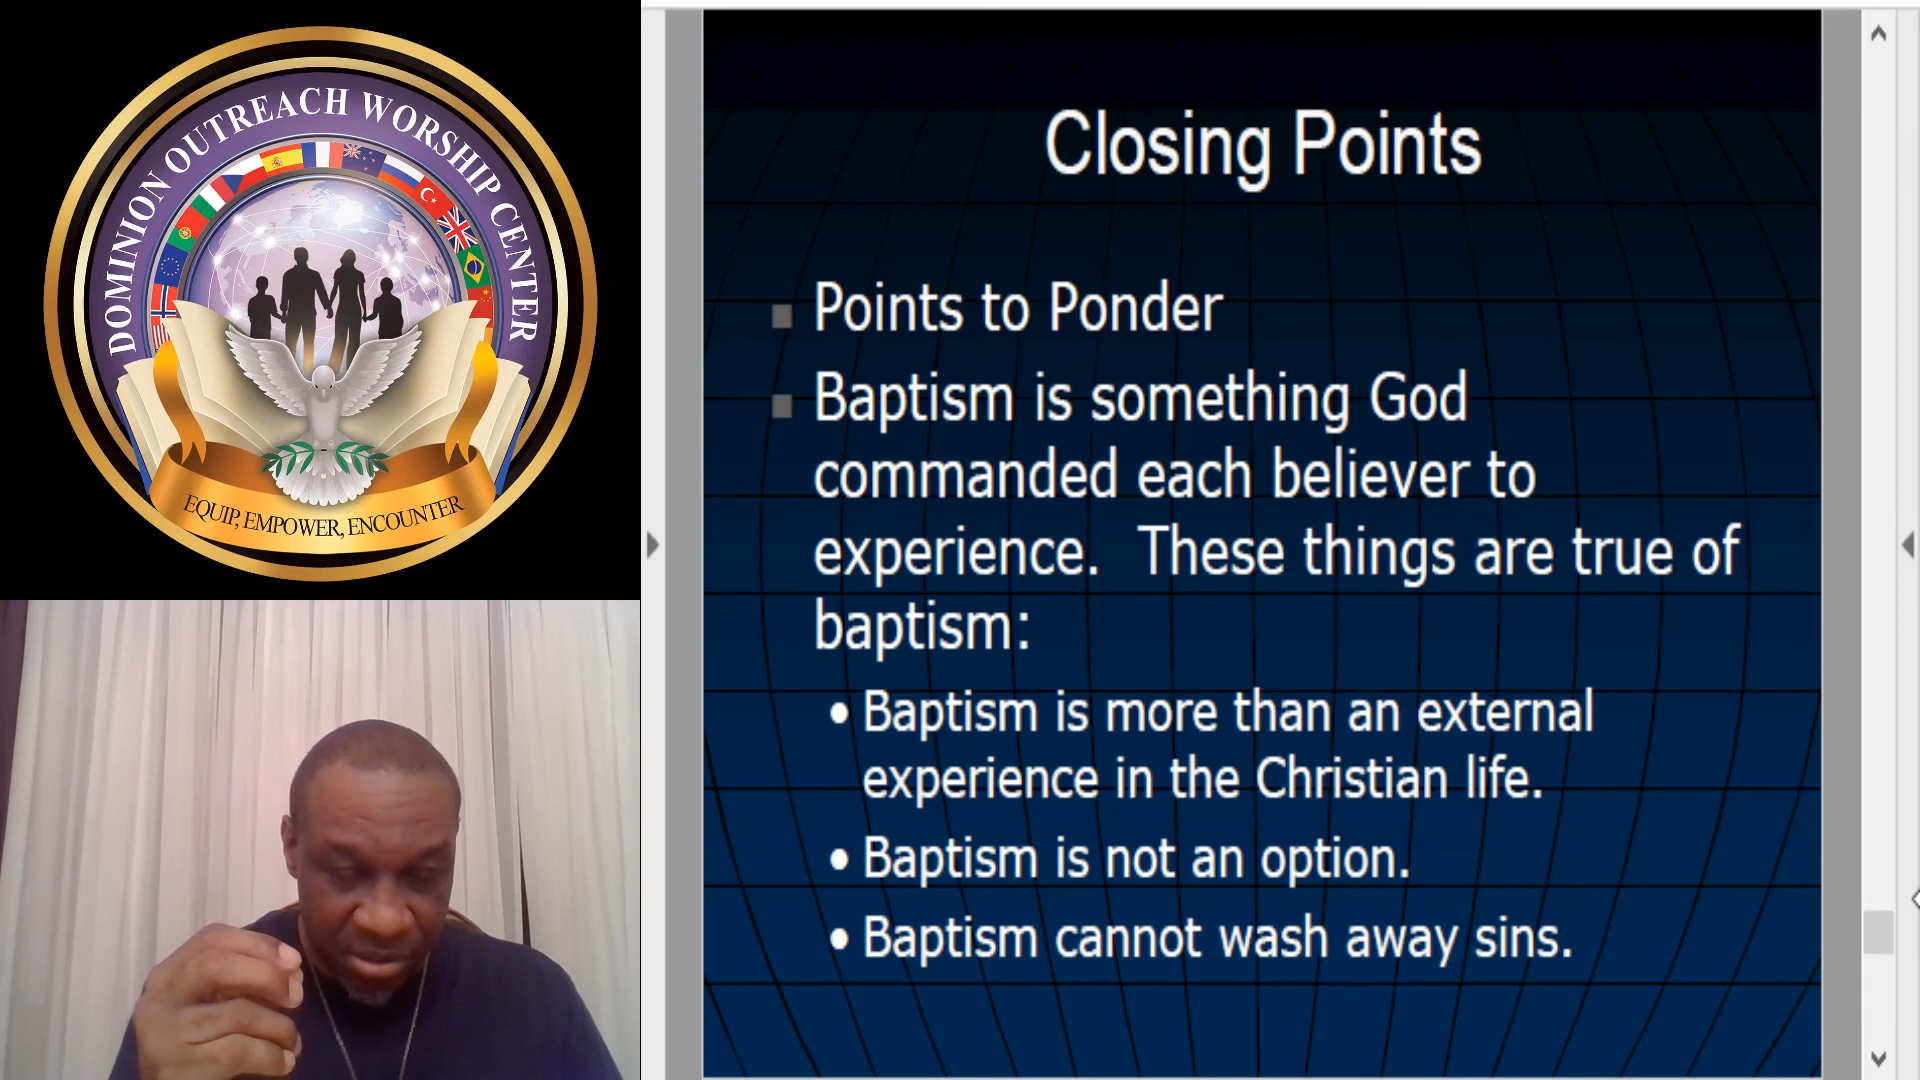 DOMINION OUTREACH WORSHIP CENTER
EQUIP, EMPOWER, ENCOUNTER
Closing Points
Points to Ponder
Baptism is something God
commanded each believer to
experience.  These things are true of
baptism:
Baptism is more than an external
experience in the Christian life.
Baptism is not an option.
Baptism cannot wash away sins.